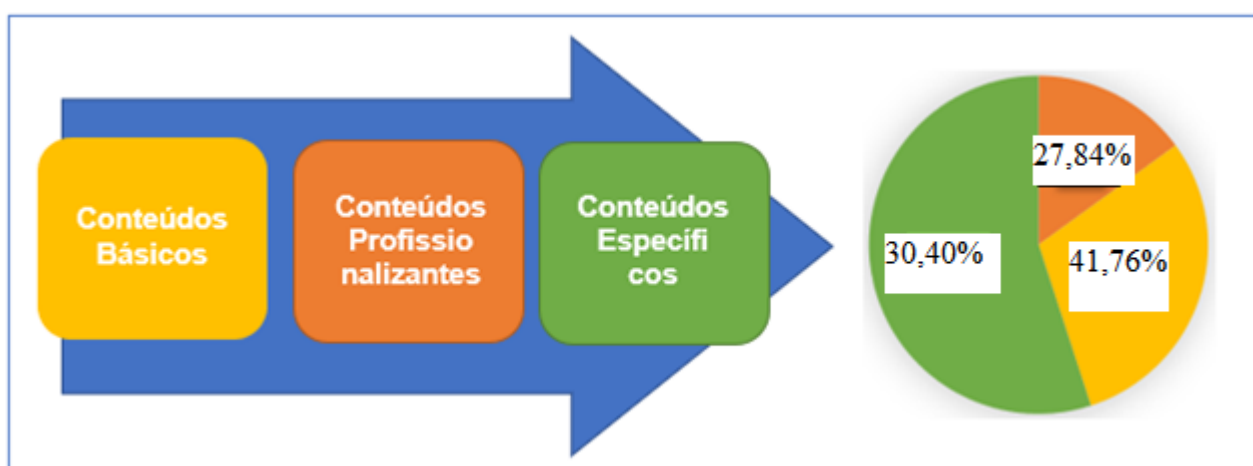 Conteúdos
Básicos
Conteúdos
Profissio
nalizantes
Conteúdos
Específi
cos
27,84%
30,40%
41,76%